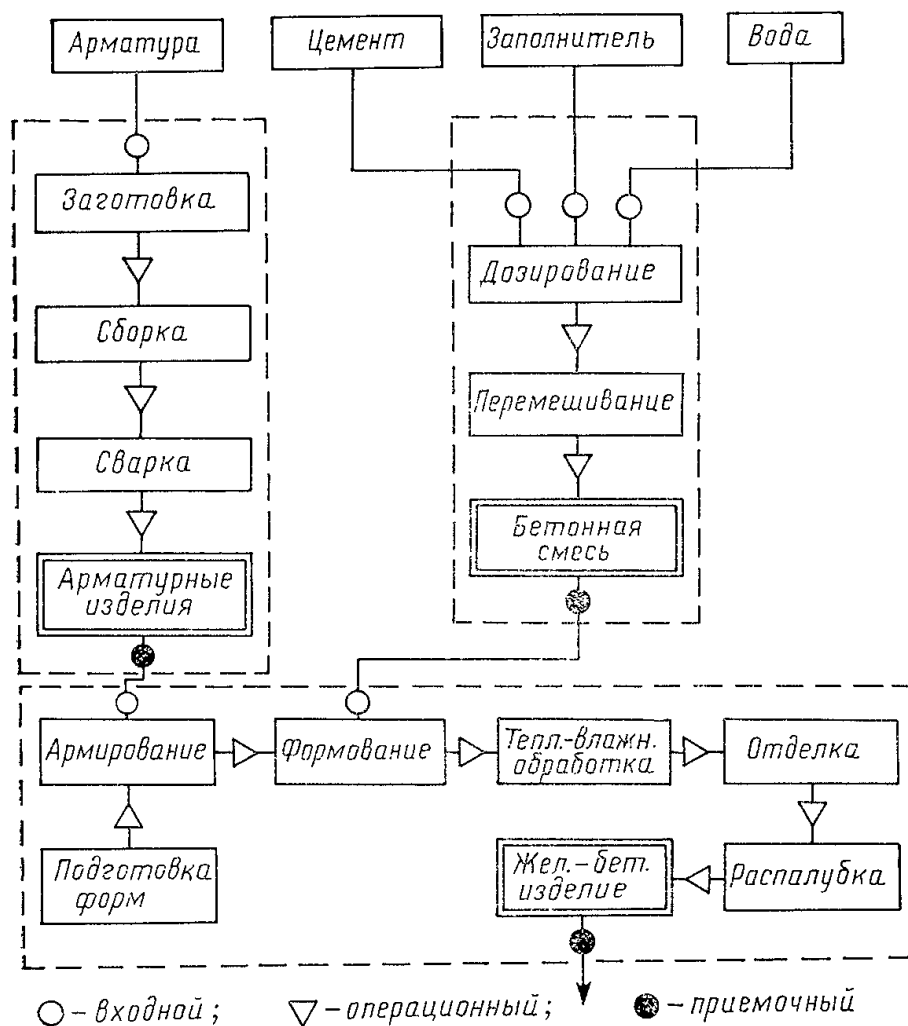 Арматура
Цемент
Заполнитель
Вода
Заготовка
Сборка
Сварка
Арматурные
изделия
Дозирование
Перемешивание
Бетонная
смесь
Армирование
Формование
Тепл.-влажн.
обработка
Отделка
Подготовка
форм
Жел.-бет.
изделие
Распалубка
– входной; – операционный; – приемочный